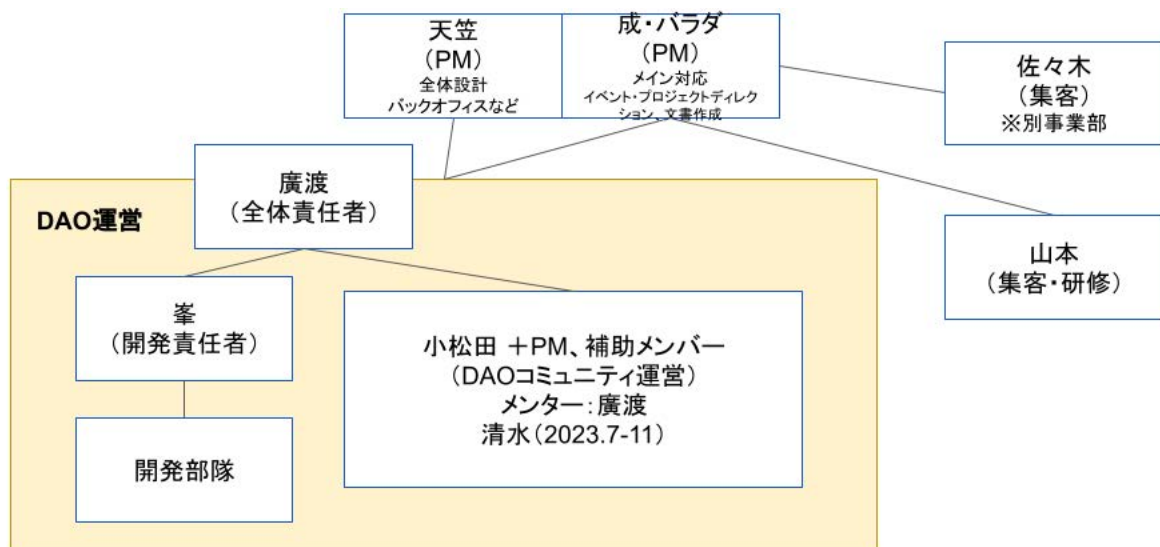 天笠
(PM)
全体設計
バックオフィスなど
成・バラダ
(PM)
メイン対応
イベント・プロジェクトディレク
ション、文書作成
佐々木
(集客)
※別事業部
廣渡
(全体責任者)
DAO運営
山本
(集客・研修)
峯
(開発責任者)
小松田 +PM、補助メンバー
(DAOコミュニティ運営)
メンター:廣渡
清水(2023.7-11)
開発部隊